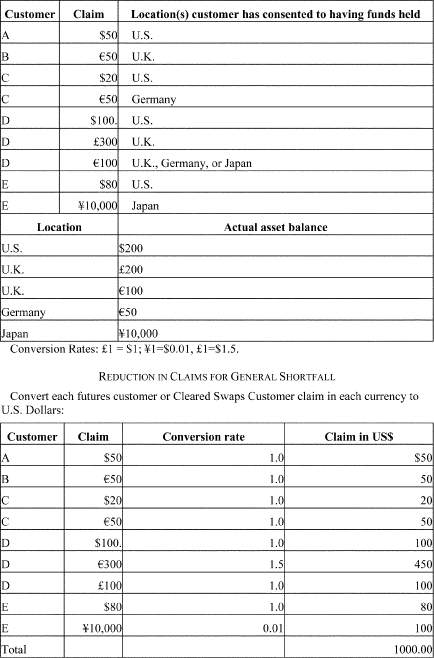 Customer Claim Location(s) customer has consented to having funds held
A $50 U.S.
B €50 U.K.
C $20 U.S.
C €50 Germany
D $100. U.S.
D £300 U.K.
D €100 U.K., Germany, or Japan
E $80 U.S.
E ¥10,000 Japan
Location Actual asset balance
U.S. $200
U.K. £200
U.K. €100
Germany €50
Japan ¥10,000
Conversion Rates: £1 = $1; ¥1=$0.01, £1=$1.5.
REDUCTION IN CLAIMS FOR GENERAL SHORTFALL
Convert each futures customer or Cleared Swaps Customer claim in each currency to
U.S. Dollars:
Customer Claim Conversion rate Claim in US$
A $50 1.0 $50
B €50 1.0 50
C $20 1.0 20
C €50 1.0 50
D $100. 1.0 100
D €300 1.5 450
D £100 1.0 100
E $80 1.0 80
E ¥10,000 0.01 100
Total 1000.00